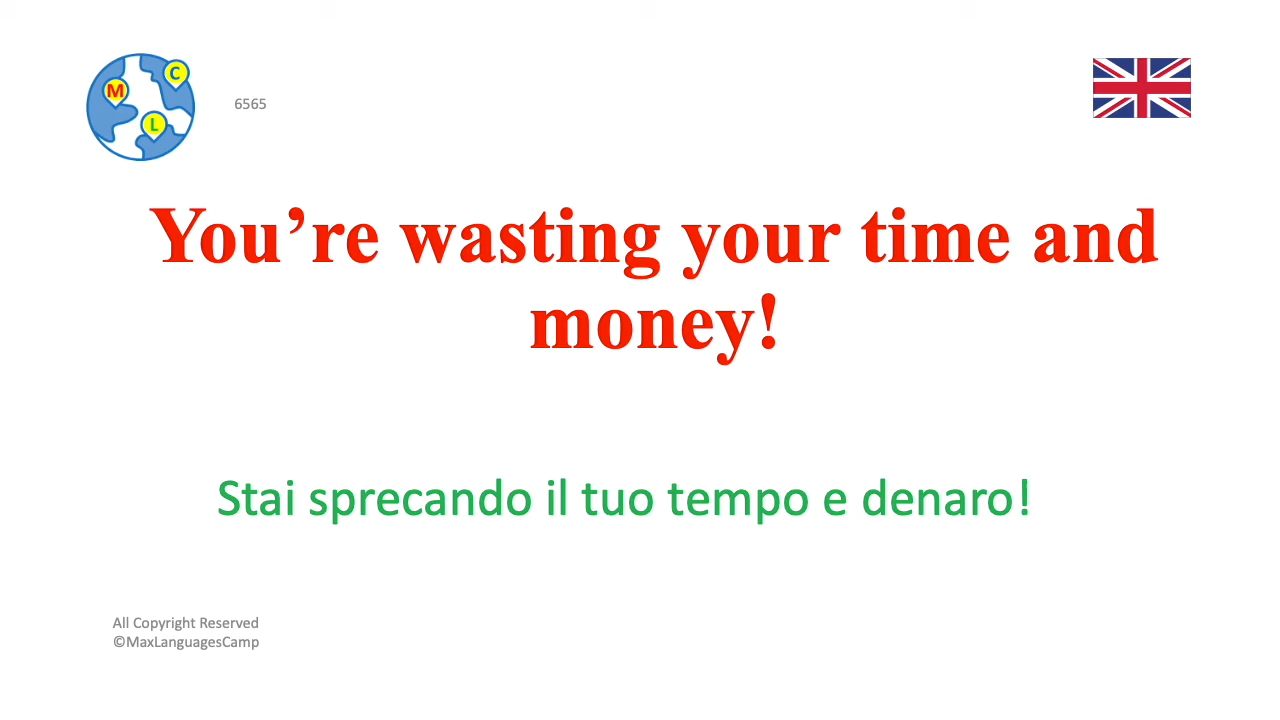 M
C
L
6565
You’re wasting your time and
money!
Stai sprecando il tuo tempo e denaro!
All Copyright Reserved
©MaxLanguagesCamp